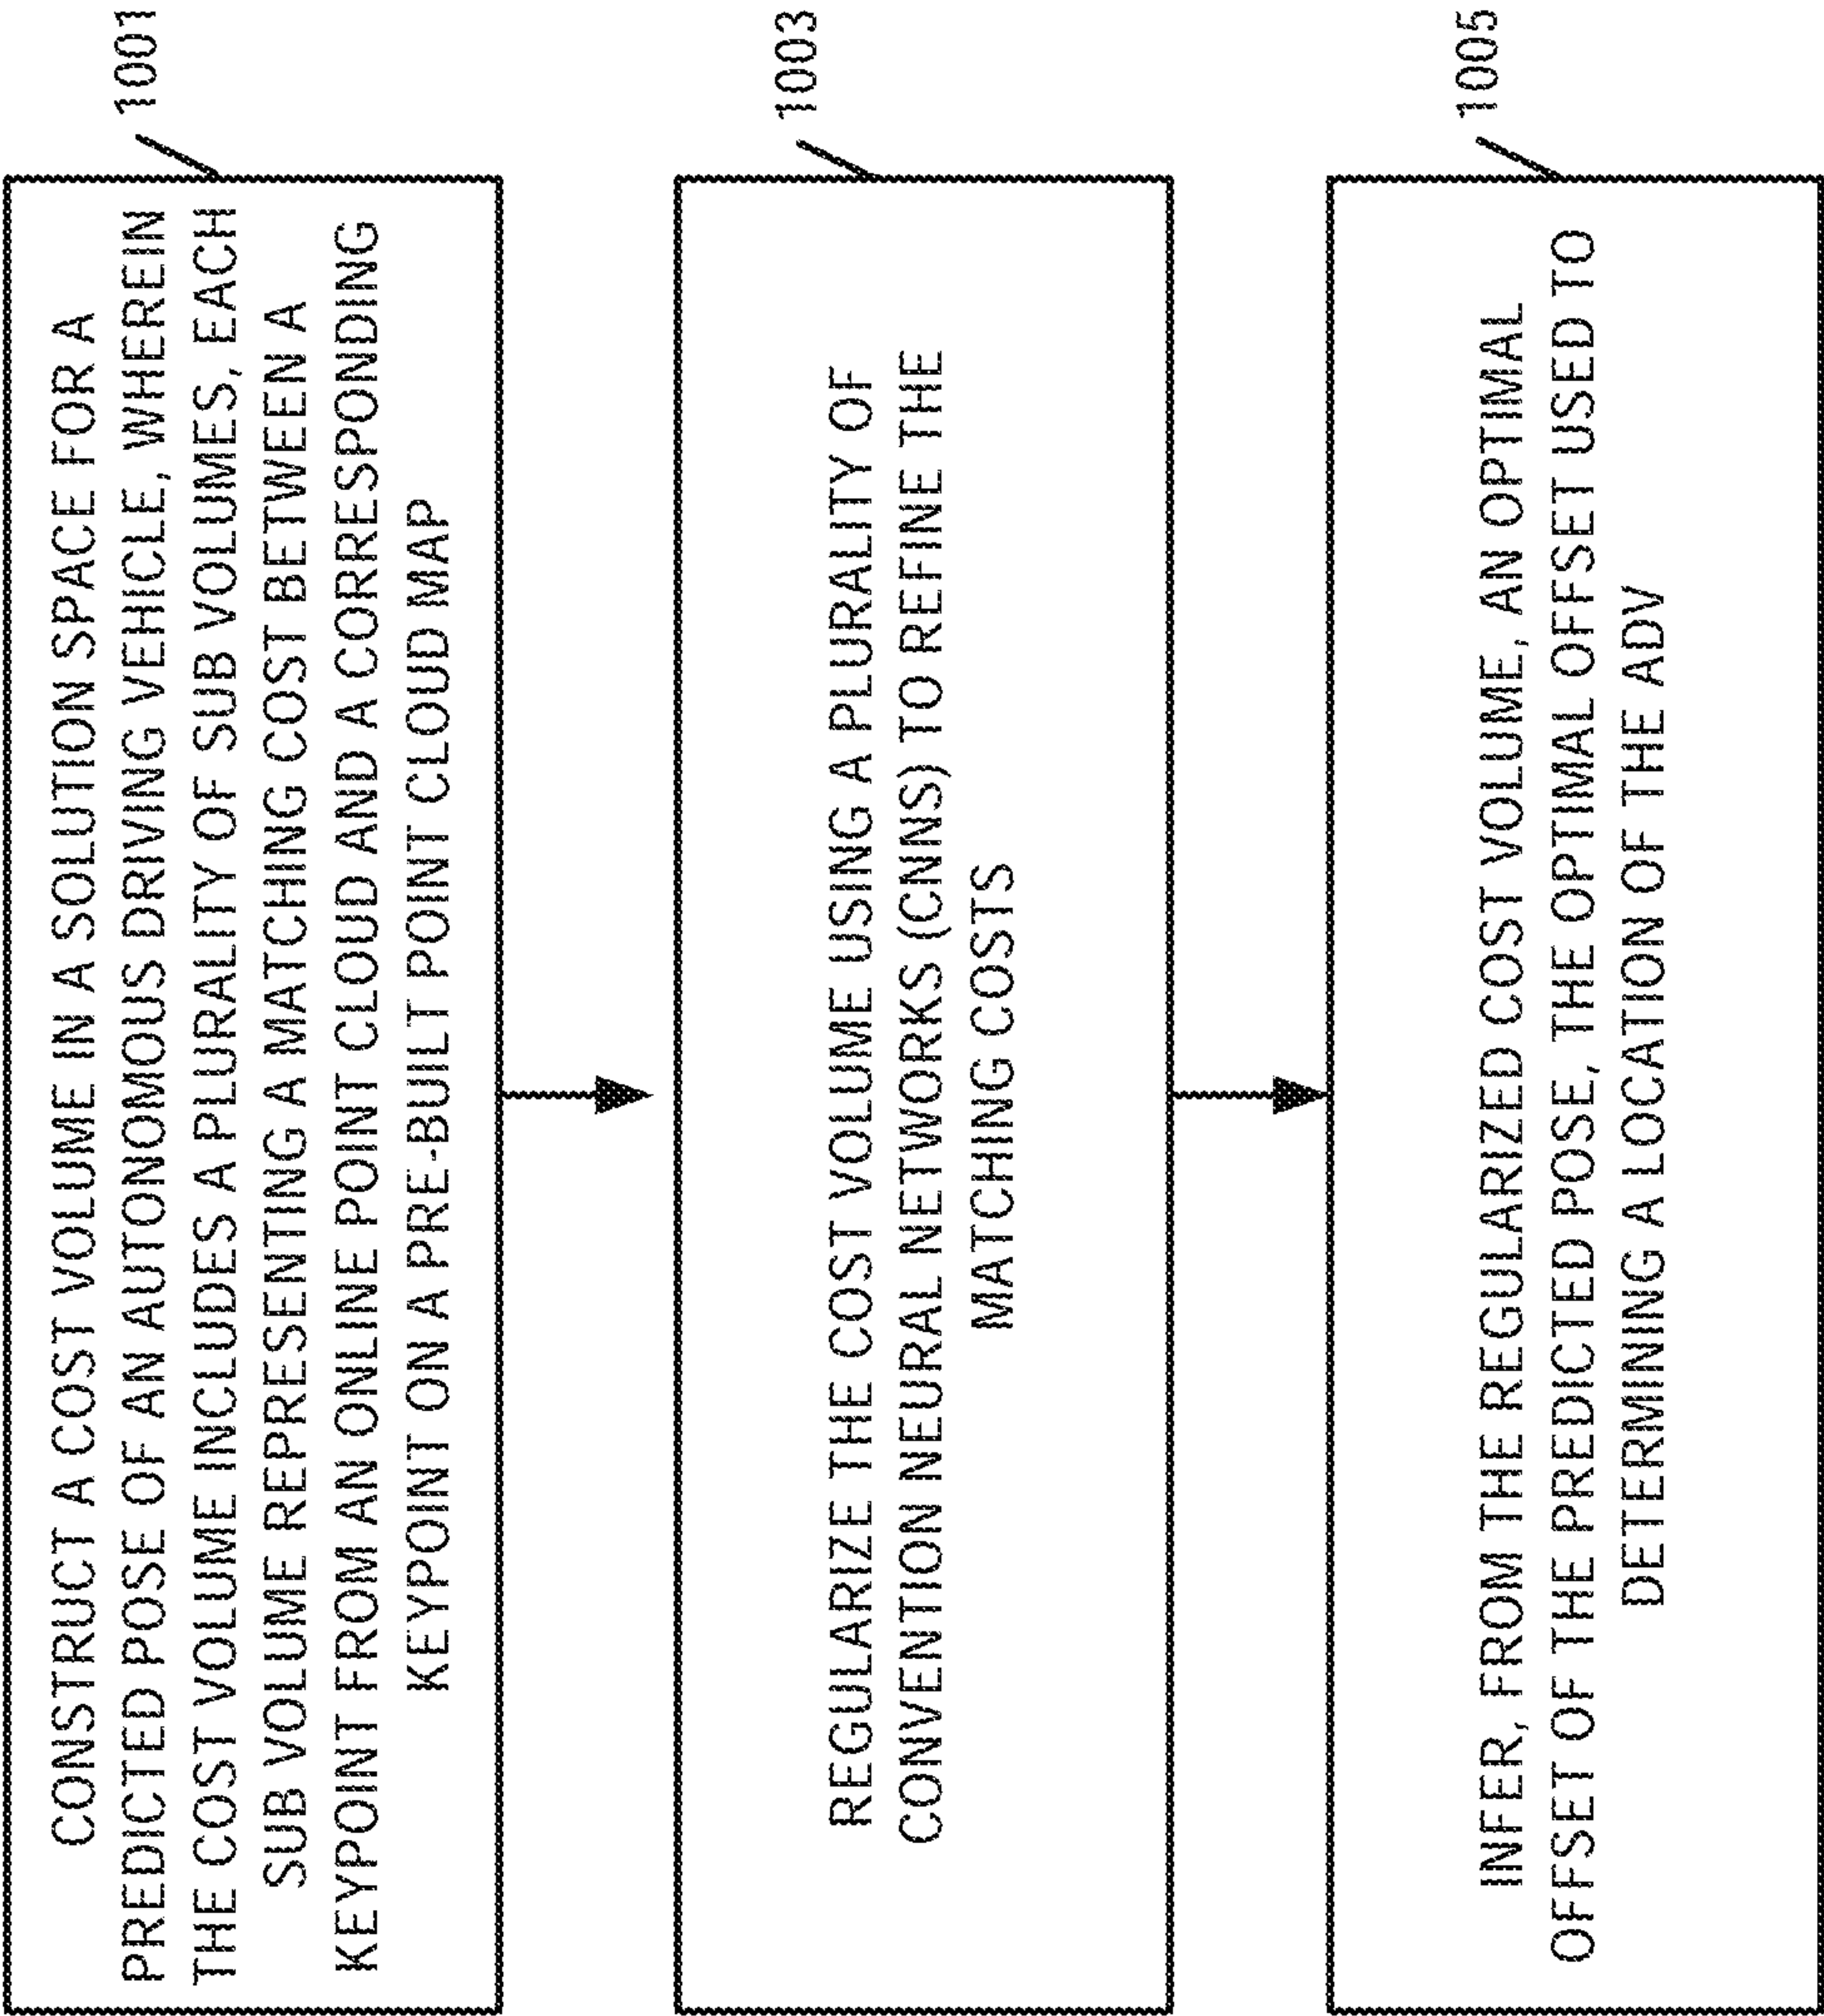 1001
CONSTRUCT A COST VOLUME IN A SOLUTION SPACE FOR A
PREDICTED POSE OF AN AUTONOMOUS DRIVING VEHICLE, WHEREIN
THE COST VOLUME INCLUDES A PLURALITY OF SUB VOLUMES, EACH
SUB VOLUME REPRESENTING A MATCHING COST BETWEEN A
KEYPOINT FROM AN ONLINE POINT CLOUD AND A CORRESPONDING
KEYPOINT ON A PRE-BUILT POINT CLOUD MAP
1003
REGULARIZE THE COST VOLUME USING A PLURALITY OF
CONVENTION NEURAL NETWORKS (CNNS) TO REFINE THE
MATCHING COSTS
1005
INFER, FROM THE REGULARIZED COST VOLUME, AN OPTIMAL
OFFSET OF THE PREDICTED POSE, THE OPTIMAL OFFSET USED TO
DETERMINING A LOCATION OF THE ADV